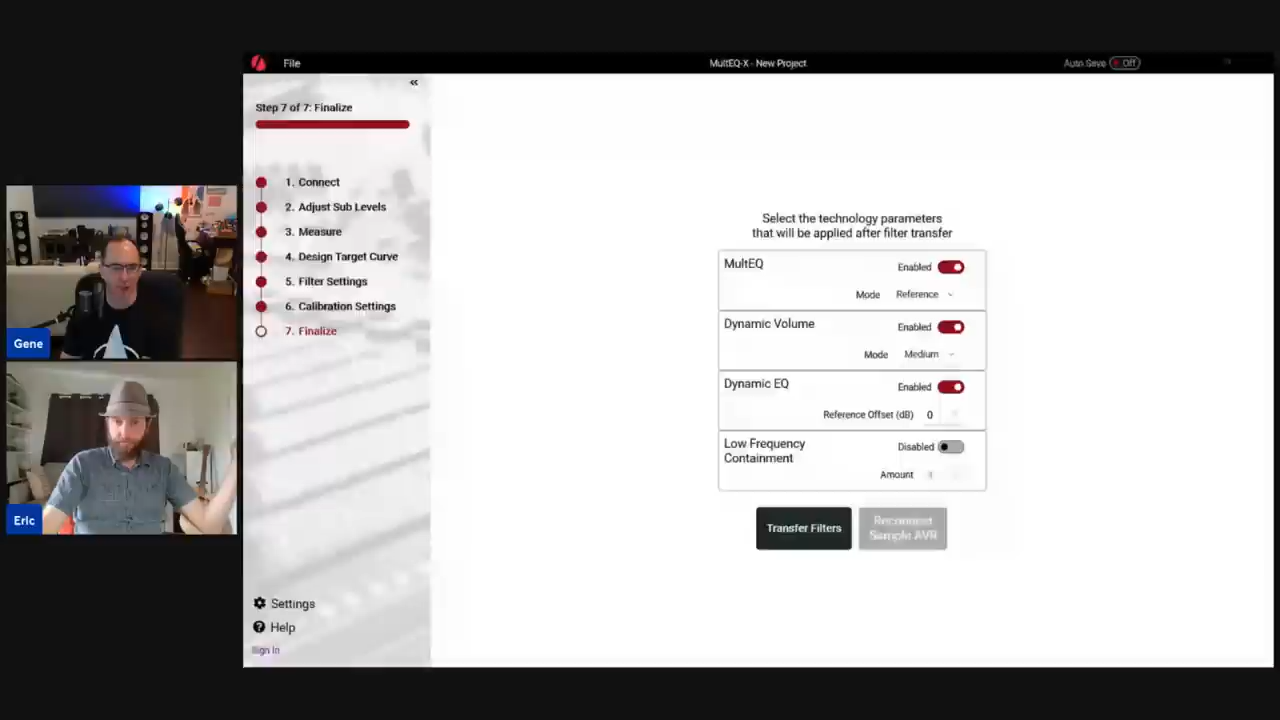 File
MultEQ-X - New Project
Auto Save
Off
Step 7 of 7: Finalize
1. Connect
2. Adjust Sub Levels
3. Measure
4. Design Target Curve
5. Filter Settings
6. Calibration Settings
7. Finalize
Select the technology parameters
that will be applied after filter transfer
MultEQ
Enabled
Mode Reference
Dynamic Volume
Enabled
Mode Medium
Dynamic EQ
Enabled
Reference Offset (dB) 0
Low Frequency
Containment
Disabled
Amount
Transfer Filters
Reconnect
Sample AVR
Gene
Eric
Settings
Help
Sign In